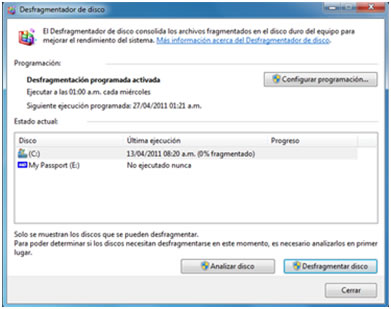 Desfragmentador de disco
El Desfragmentador de disco consolida los archivos fragmentados en el disco duro del equipo para
mejorar el rendimiento del sistema. Más información acerca del Desfragmentador de disco.
Programación:
Desfragmentación programada activada
Configurar programación...
Ejecutar a las 01:00 a.m. cada miércoles
Siguiente ejecución programada: 27/04/2011 01:21 a.m.
Estado actual:
Disco Última ejecución Progreso
(C:) 13/04/2011 08:20 a.m. (0% fragmentado)
My Passport (E:) No ejecutado nunca
Solo se muestran los discos que se pueden desfragmentar.
Para poder determinar si los discos necesitan desfragmentarse en este momento, es necesario analizarlos en primer
lugar.
Analizar disco Desfragmentar disco
Cerrar